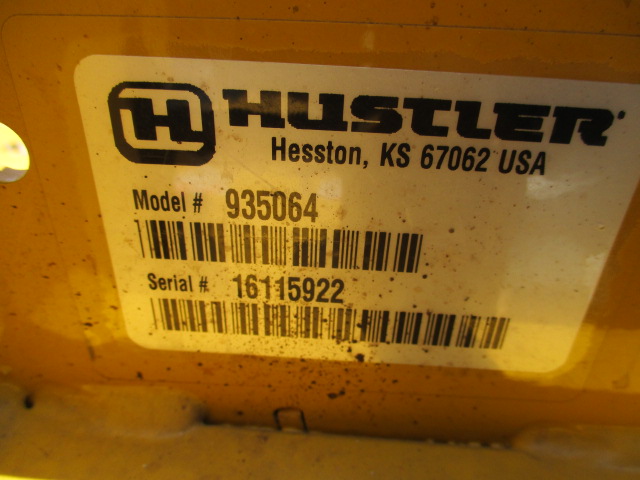 H HUSTLER
Hesston, KS 67062 USA
Model # 935064
Serial # 16115922